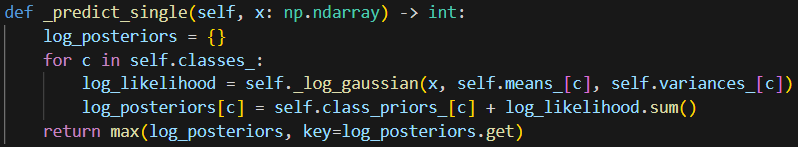 def _predict_single(self, x: np.ndarray) -> int:
    log_posteriors = {}
    for c in self.classes_:
        log_likelihood = self._log_gaussian(x, self.means_[c], self.variances_[c])
        log_posteriors[c] = self.class_priors_[c] + log_likelihood.sum()
    return max(log_posteriors, key=log_posteriors.get)